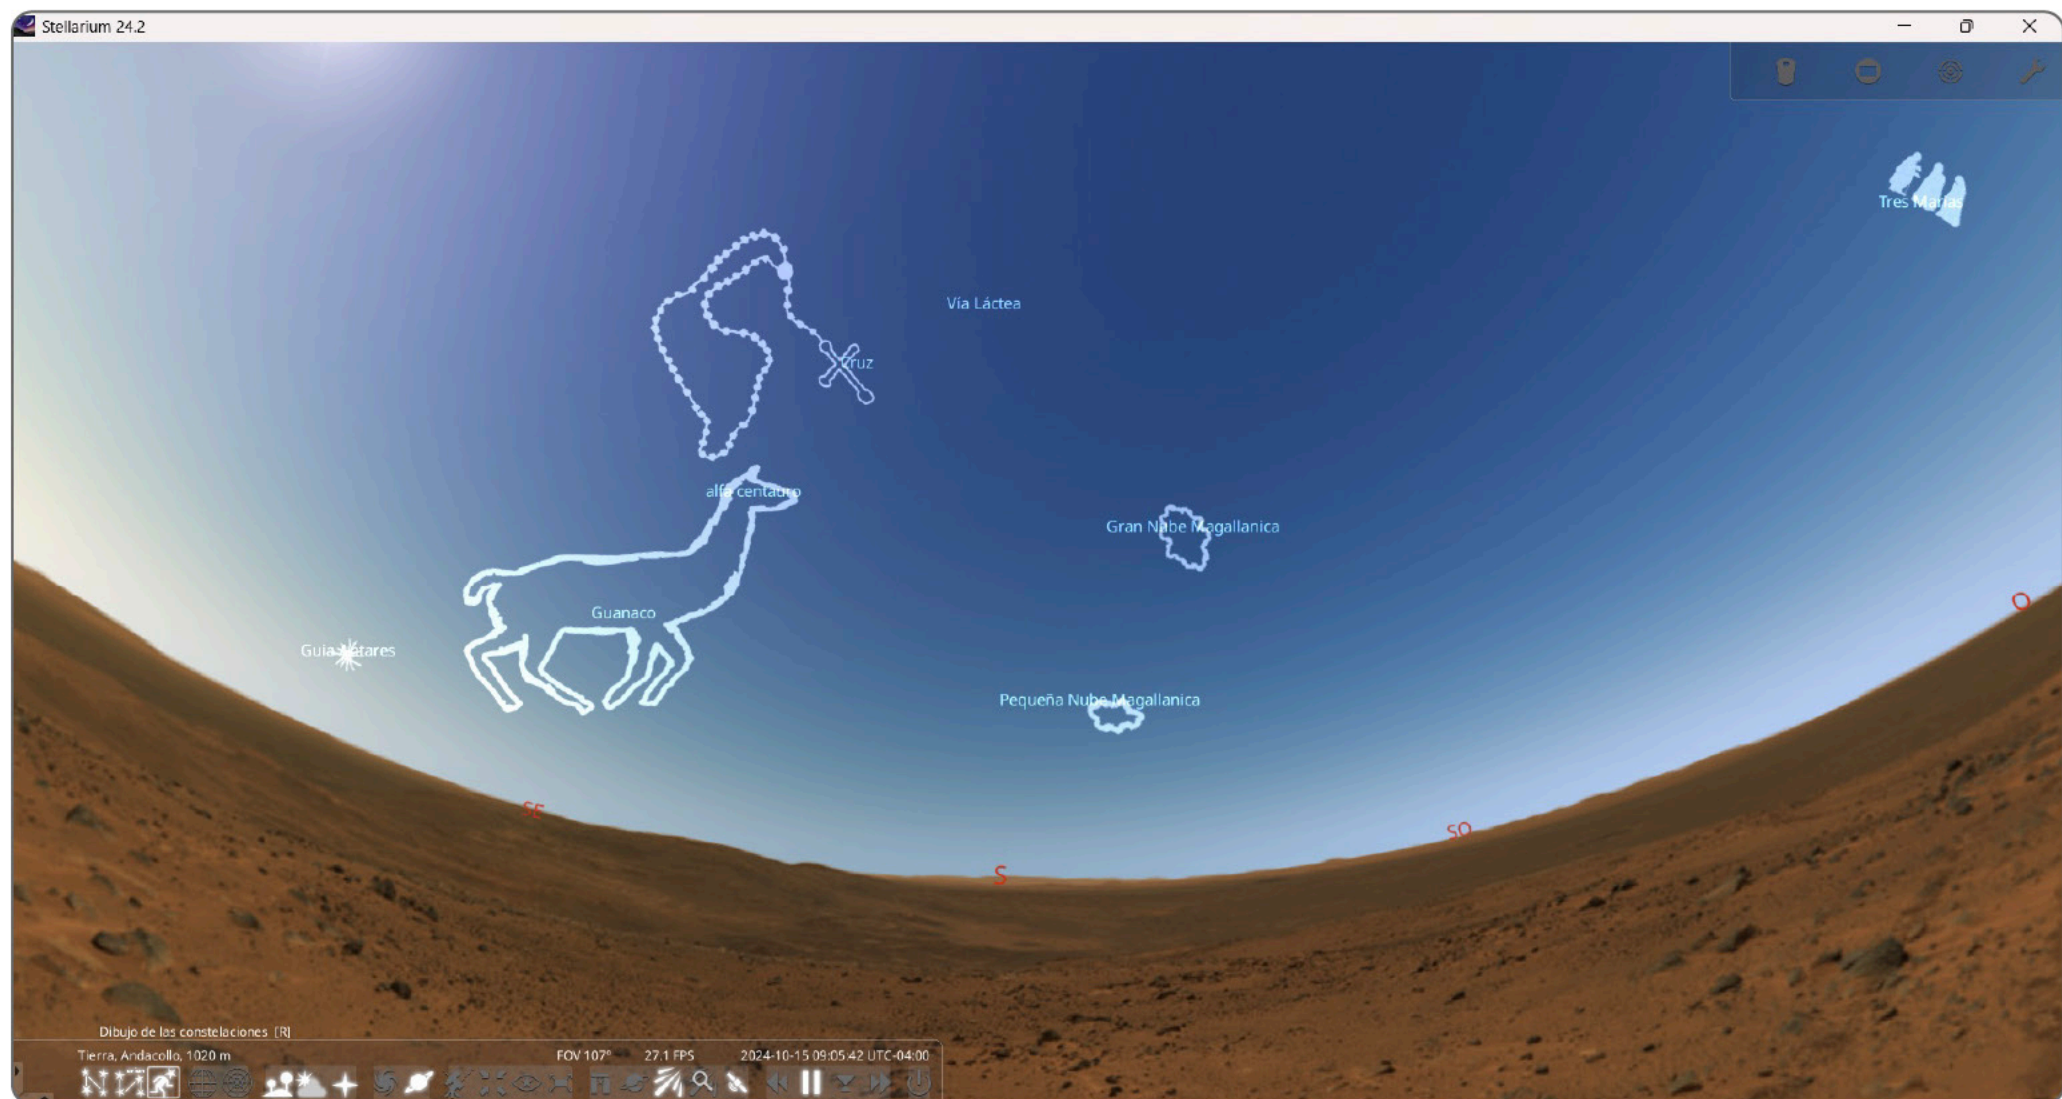 Stellarium 24.2
Tres Marias
Vía Láctea
Cruz
alfa centauro
Gran Nube Magallanica
O
Guanaco
Guia
Pequeña Nube Magallanica
SE
SO
S
Dibujo de las constelaciones [R]
Tierra, Andacollo, 1020 m FOV 107° 27.1 FPS 2024-10-15 09:05:42 UTC-04:00